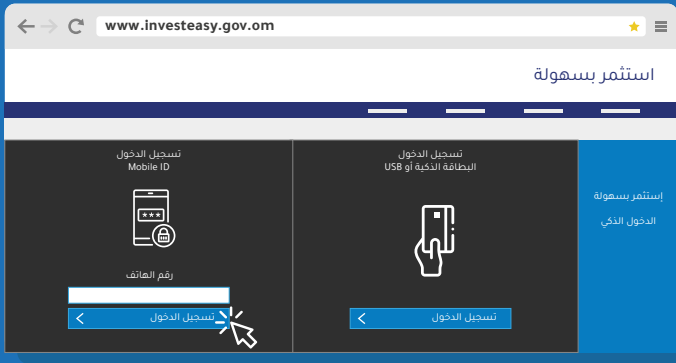 www.investeasy.gov.om
استثمر بسهولة
إستثمر بسهولة
الدخول الذكي
تسجيل الدخول
البطاقة الذكية أو USB
تسجيل الدخول
تسجيل الدخول
Mobile ID
***
رقم الهاتف
تسجيل الدخول